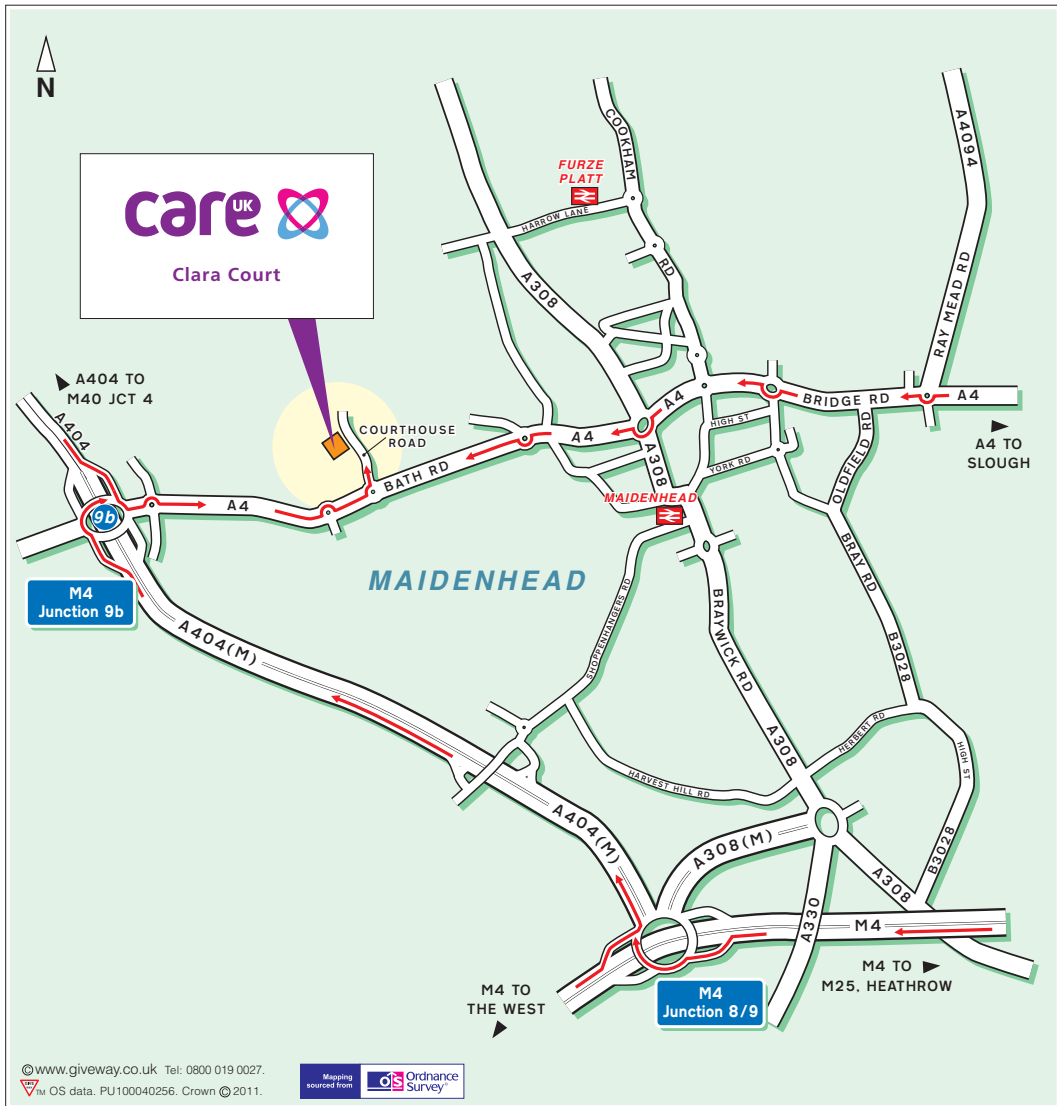 N
care UK
Clara Court
FURZE
PLATT
HARROW LANE
COOKHAM
RD
A4094
RAY MEAD RD
A308
A404 TO
M40 JCT 4
A404
COURTHOUSE
ROAD
BATH RD
A4
A4
A4
BRIDGE RD
A4
HIGH ST
A4 TO
SLOUGH
A308
YORK RD
OLDFIELD RD
MAIDENHEAD
9b
M4
Junction 9b
MAIDENHEAD
BRAY RD
B3028
SHOPPENHANGERS RD
BRAYWICK RD
A404(M)
A308
HERBERT RD
HIGH ST
HARVEST HILL RD
A404(M)
A308(M)
B3028
A308
A330
M4
M4 TO
M25, HEATHROW
M4 TO
THE WEST
M4
Junction 8/9
© www.giveway.co.uk Tel: 0800 019 0027.
TM OS data. PU100040256. Crown © 2011.
Mapping
sourced from
OS Ordnance
Survey®